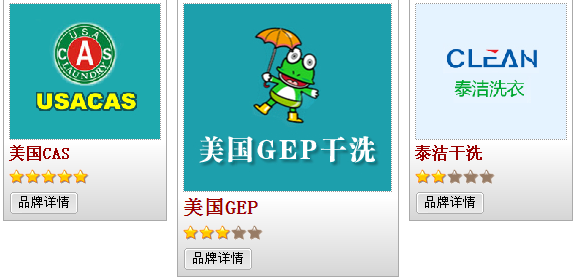 USA
CAS
LAUNDRY
USACAS
美国CAS
品牌详情
美国GEP干洗
美国GEP
品牌详情
CLEAN
泰洁洗衣
泰洁干洗
品牌详情